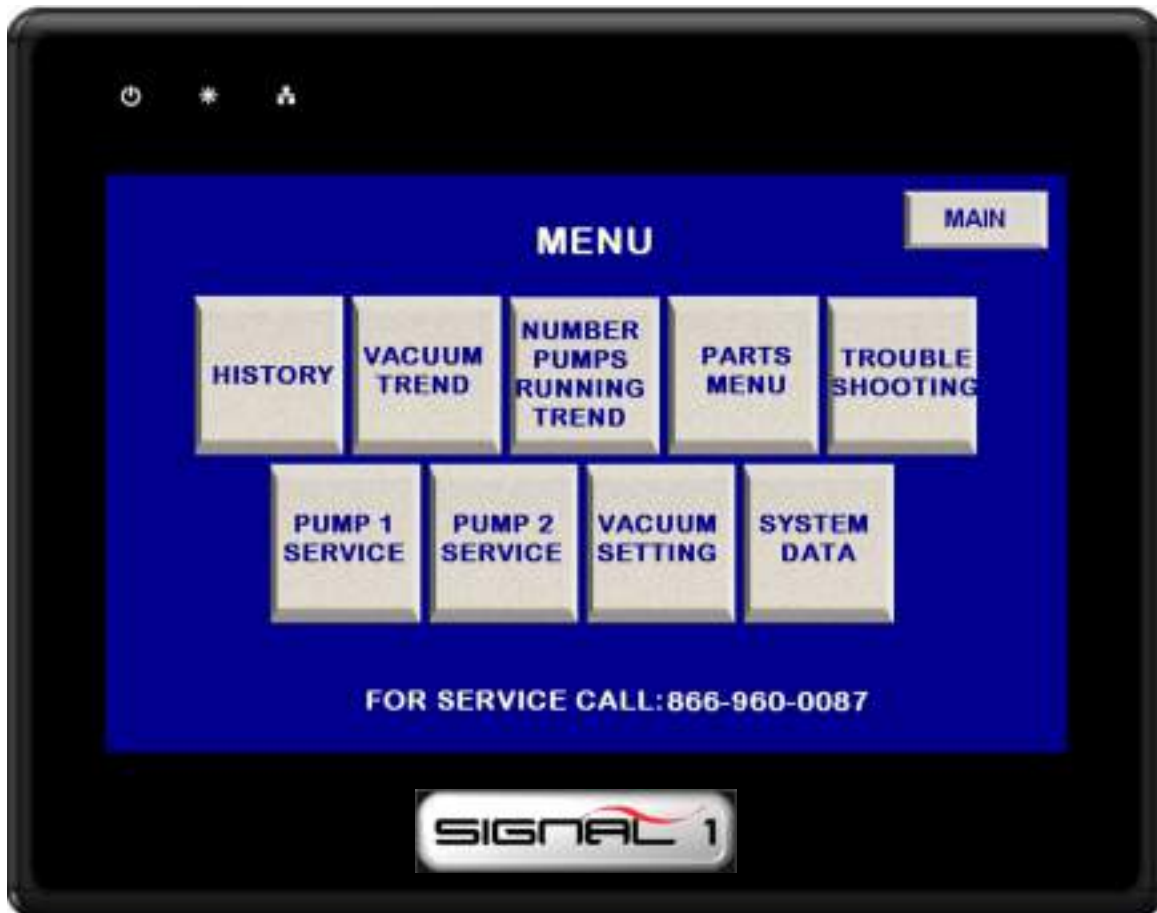 MAIN
MENU
HISTORY
VACUUM
TREND
NUMBER
PUMPS
RUNNING
TREND
PARTS
MENU
TROUBLE
SHOOTING
PUMP 1
SERVICE
PUMP 2
SERVICE
VACUUM
SETTING
SYSTEM
DATA
FOR SERVICE CALL:866-960-0087
SIGNAL 1